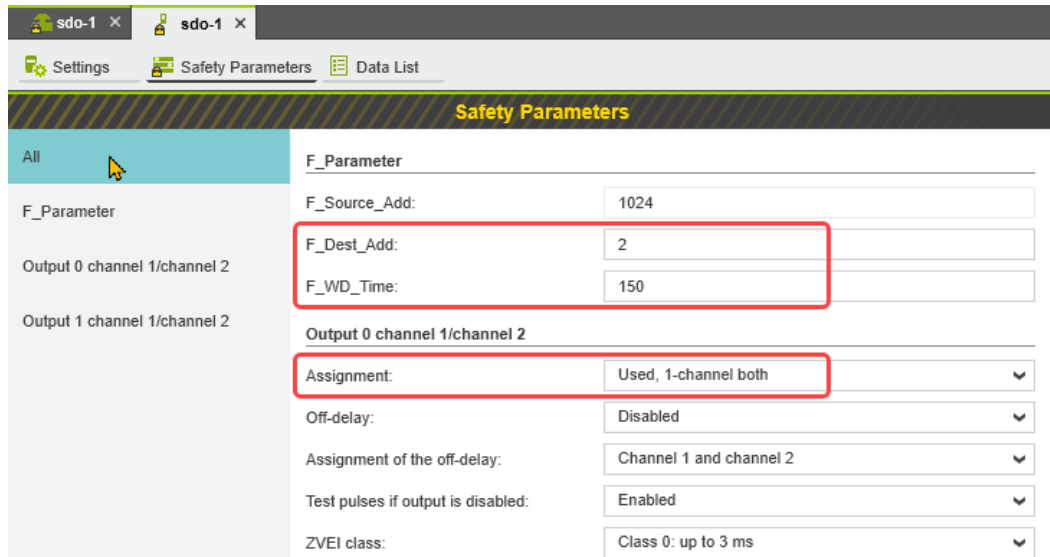 sdo-1 × sdo-1 ×
Settings Safety Parameters Data List
Safety Parameters
All
F_Parameter
Output 0 channel 1/channel 2
Output 1 channel 1/channel 2
F_Parameter
F_Source_Add: 1024
F_Dest_Add: 2
F_WD_Time: 150
Output 0 channel 1/channel 2
Assignment: Used, 1-channel both
Off-delay: Disabled
Assignment of the off-delay: Channel 1 and channel 2
Test pulses if output is disabled: Enabled
ZVEI class: Class 0: up to 3 ms